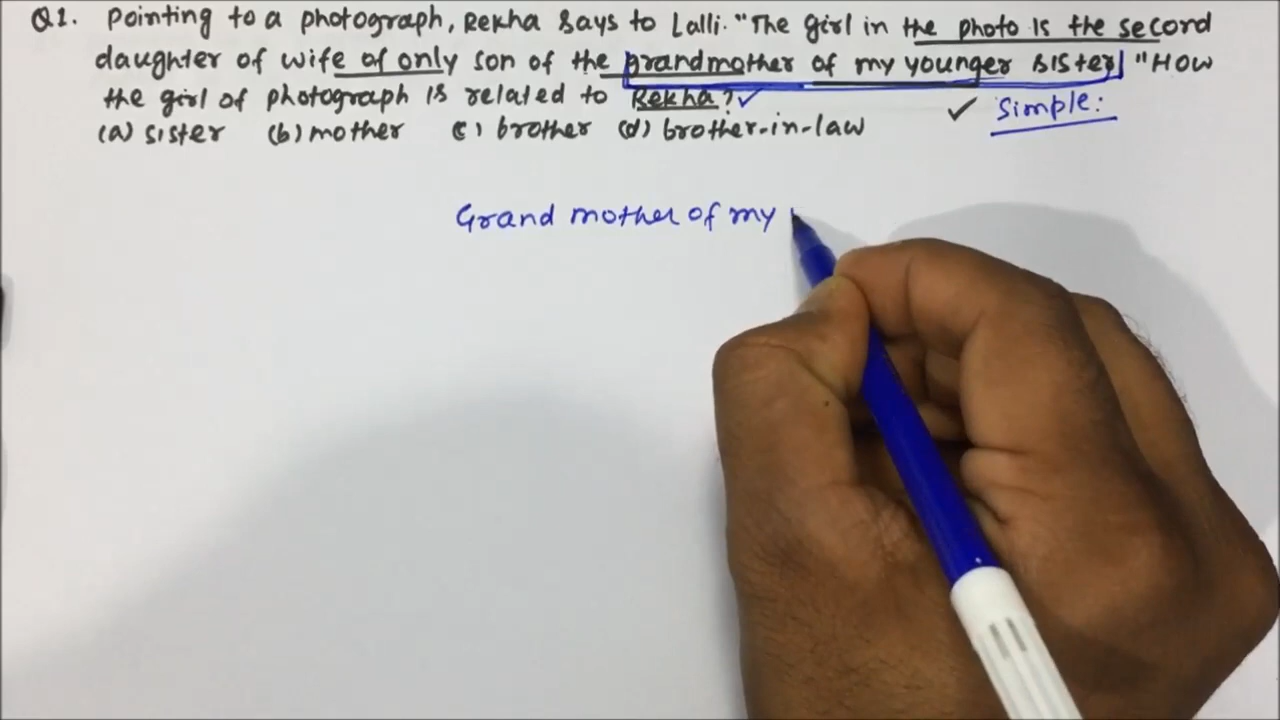 Q1. Pointing to a photograph, Rekha says to Lalli. "The girl in the photo is the second
daughter of wife of only son of the grandmother of my younger sister" "How
the girl of photograph is related to Rekha?
(a) sister (b) mother (c) brother (d) brother-in-law
Simple:
Grand mother of my